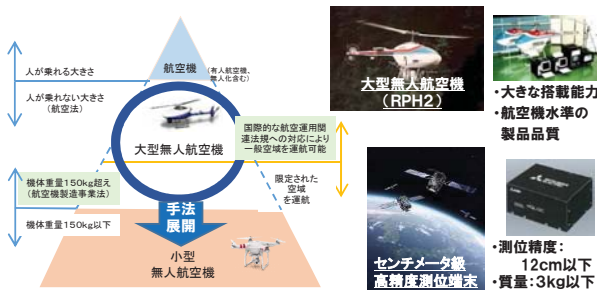 人が乗れる大きさ
人が乗れない大きさ
(航空法)
航空機
(有人航空機、
無人化含む)
大型無人航空機
国際的な航空運用関
連法規への対応により
一般空域を運航可能
機体重量150kg超え
(航空機製造事業法)
機体重量150kg以下
限定された
空域
を運航
手法
展開
小型
無人航空機
大型無人航空機
(RPH2)
・大きな搭載能力
・航空機水準の
製品品質
センチメータ級
高精度測位端末
・測位精度:
12cm以下
・質量:3kg以下